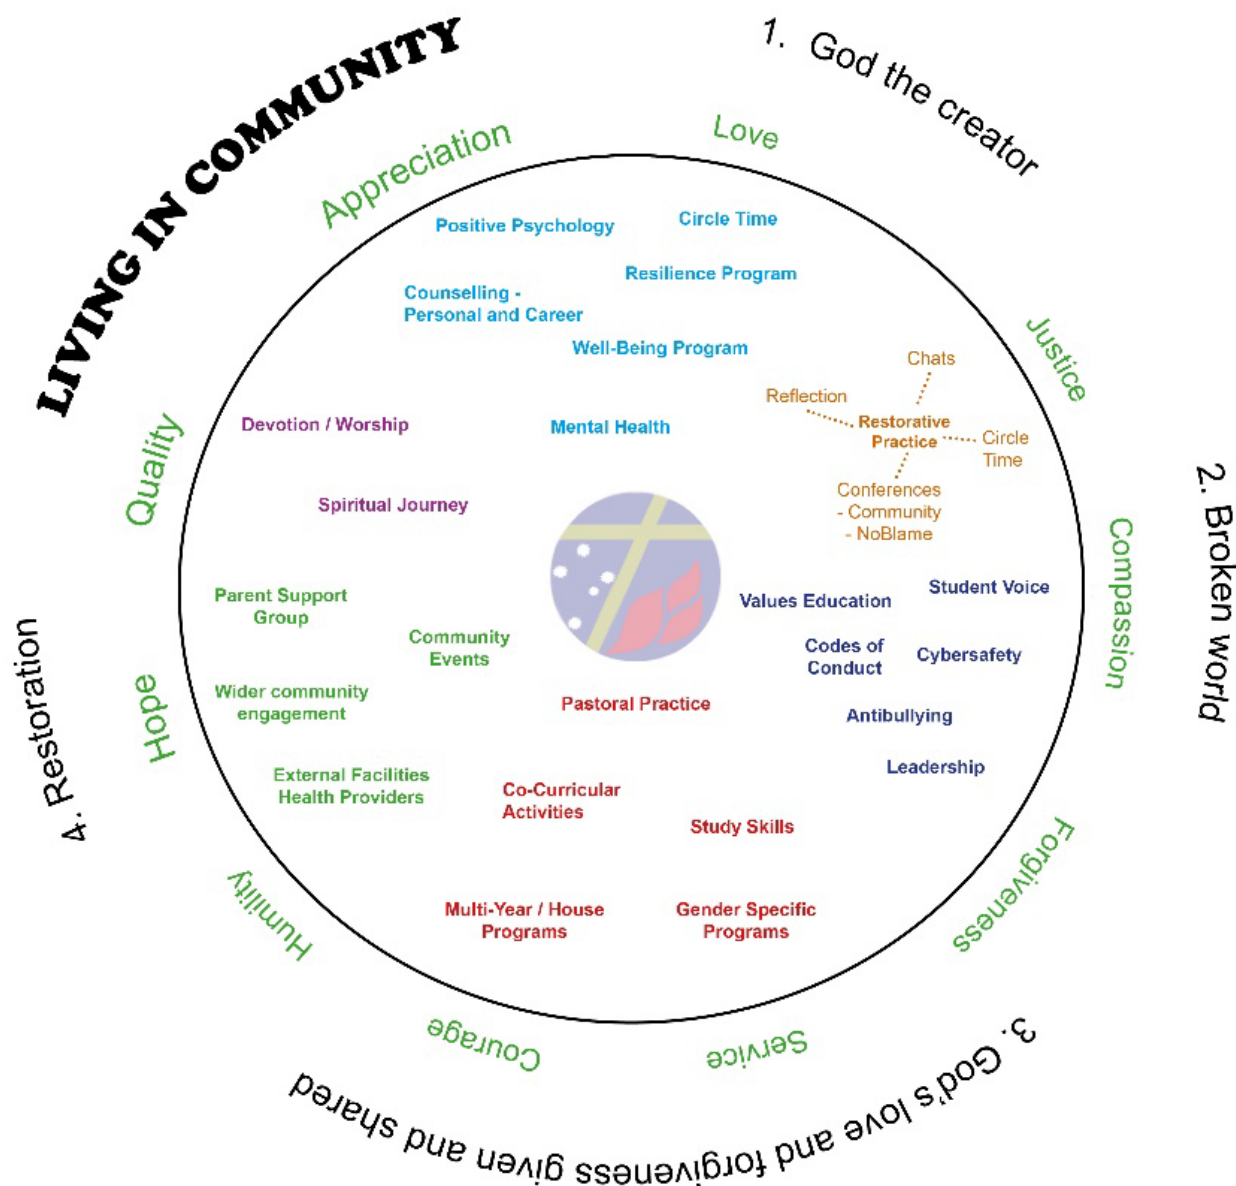 LIVING IN COMMUNITY
1. God the creator
2. Broken world
3. God's love and forgiveness given and shared
4. Restoration
Appreciation
Love
Justice
Compassion
Forgiveness
Service
Courage
Humility
Hope
Quality
Positive Psychology
Circle Time
Resilience Program
Counselling -
Personal and Career
Well-Being Program
Mental Health
Chats
Reflection
Restorative
Practice
Circle
Time
Conferences
- Community
- NoBlame
Devotion / Worship
Spiritual Journey
Parent Support
Group
Community
Events
Wider community
engagement
External Facilities
Health Providers
Values Education
Student Voice
Codes of
Conduct
Cybersafety
Antibullying
Leadership
Pastoral Practice
Co-Curricular
Activities
Study Skills
Multi-Year / House
Programs
Gender Specific
Programs